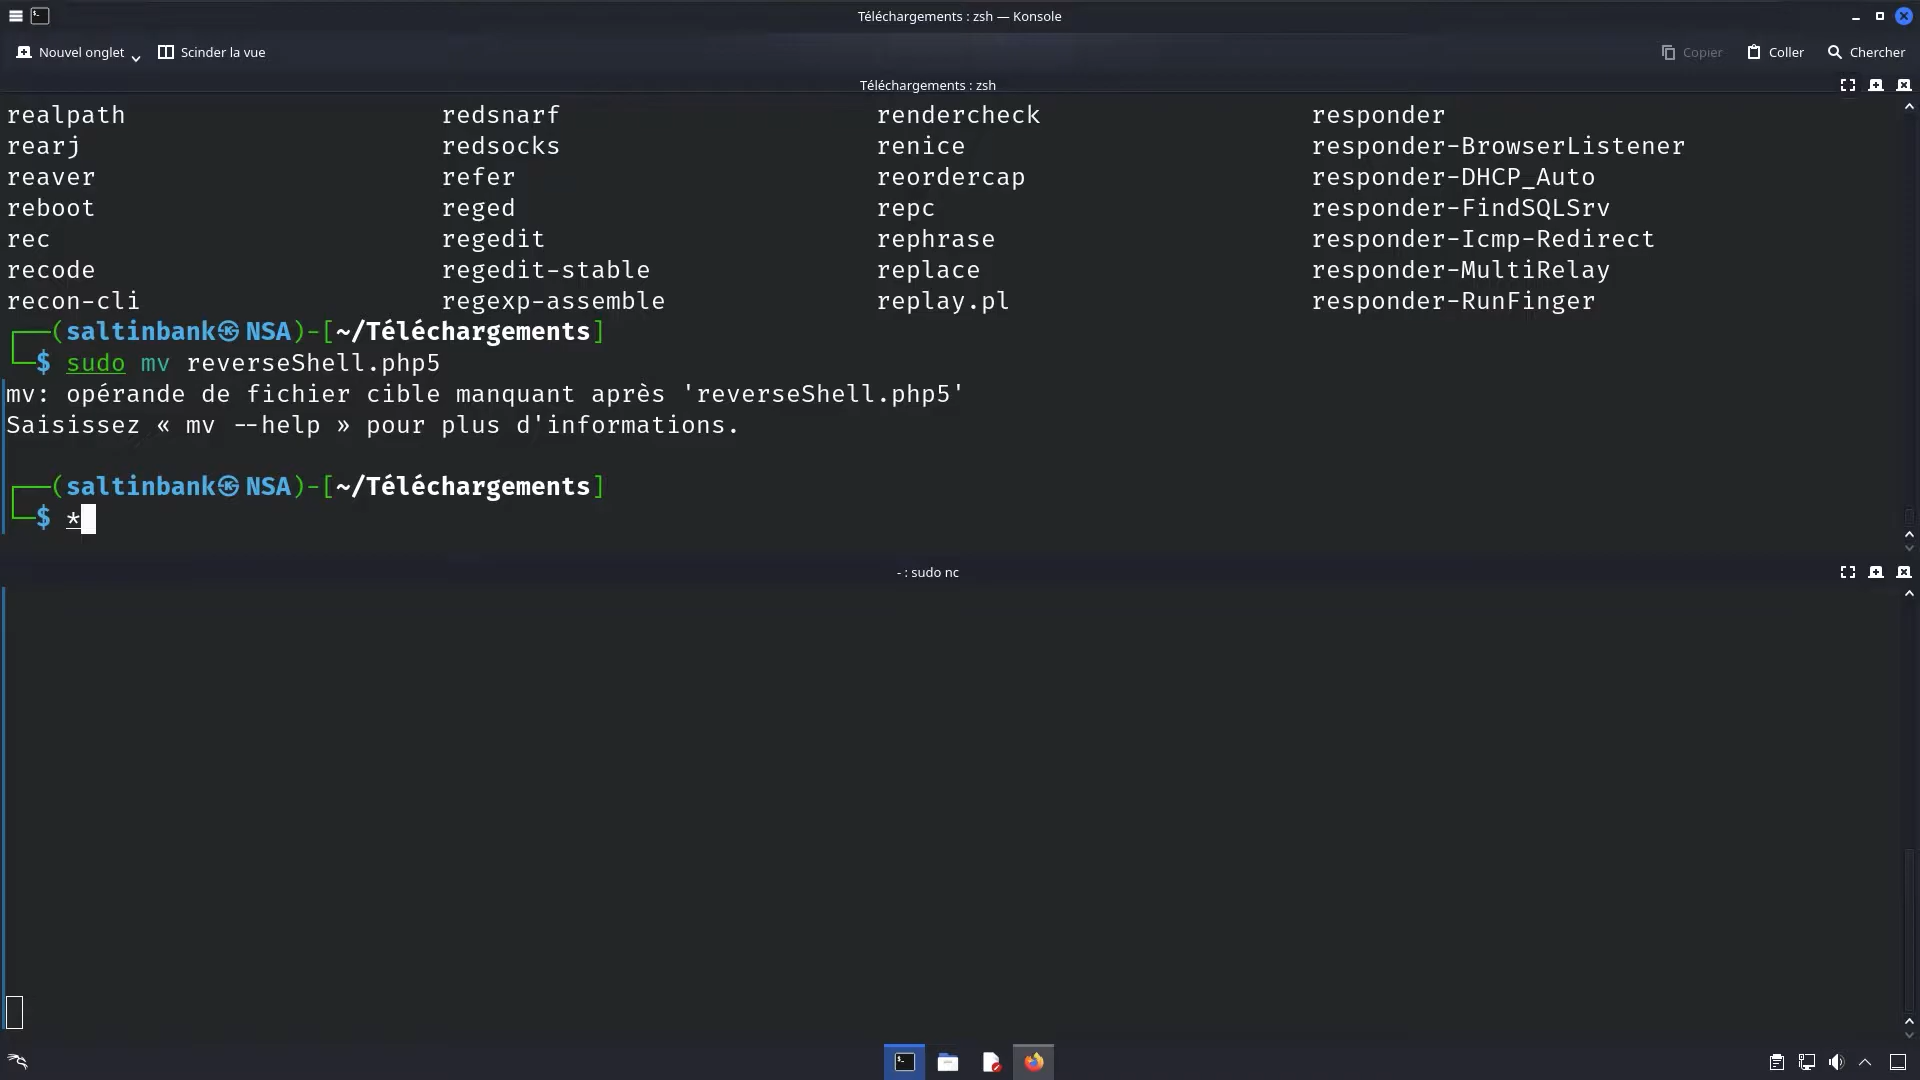 Téléchargements : zsh — Konsole
Nouvel onglet Scinder la vue Copier Coller Chercher
Téléchargements : zsh
realpath redsnarf rendercheck responder
rearj redsocks renice responder-BrowserListener
reaver refer reordercap responder-DHCP_Auto
reboot reged repc responder-FindSQLSrv
rec regedit rephrase responder-Icmp-Redirect
recode regedit-stable replace responder-MultiRelay
recon-cli regexp-assemble replay.pl responder-RunFinger
┌──(saltinbank㉿NSA)-[~/Téléchargements]
└─$ sudo mv reverseShell.php5
mv: opérande de fichier cible manquant après 'reverseShell.php5'
Saisissez « mv --help » pour plus d'informations.
┌──(saltinbank㉿NSA)-[~/Téléchargements]
└─$ *
- : sudo nc